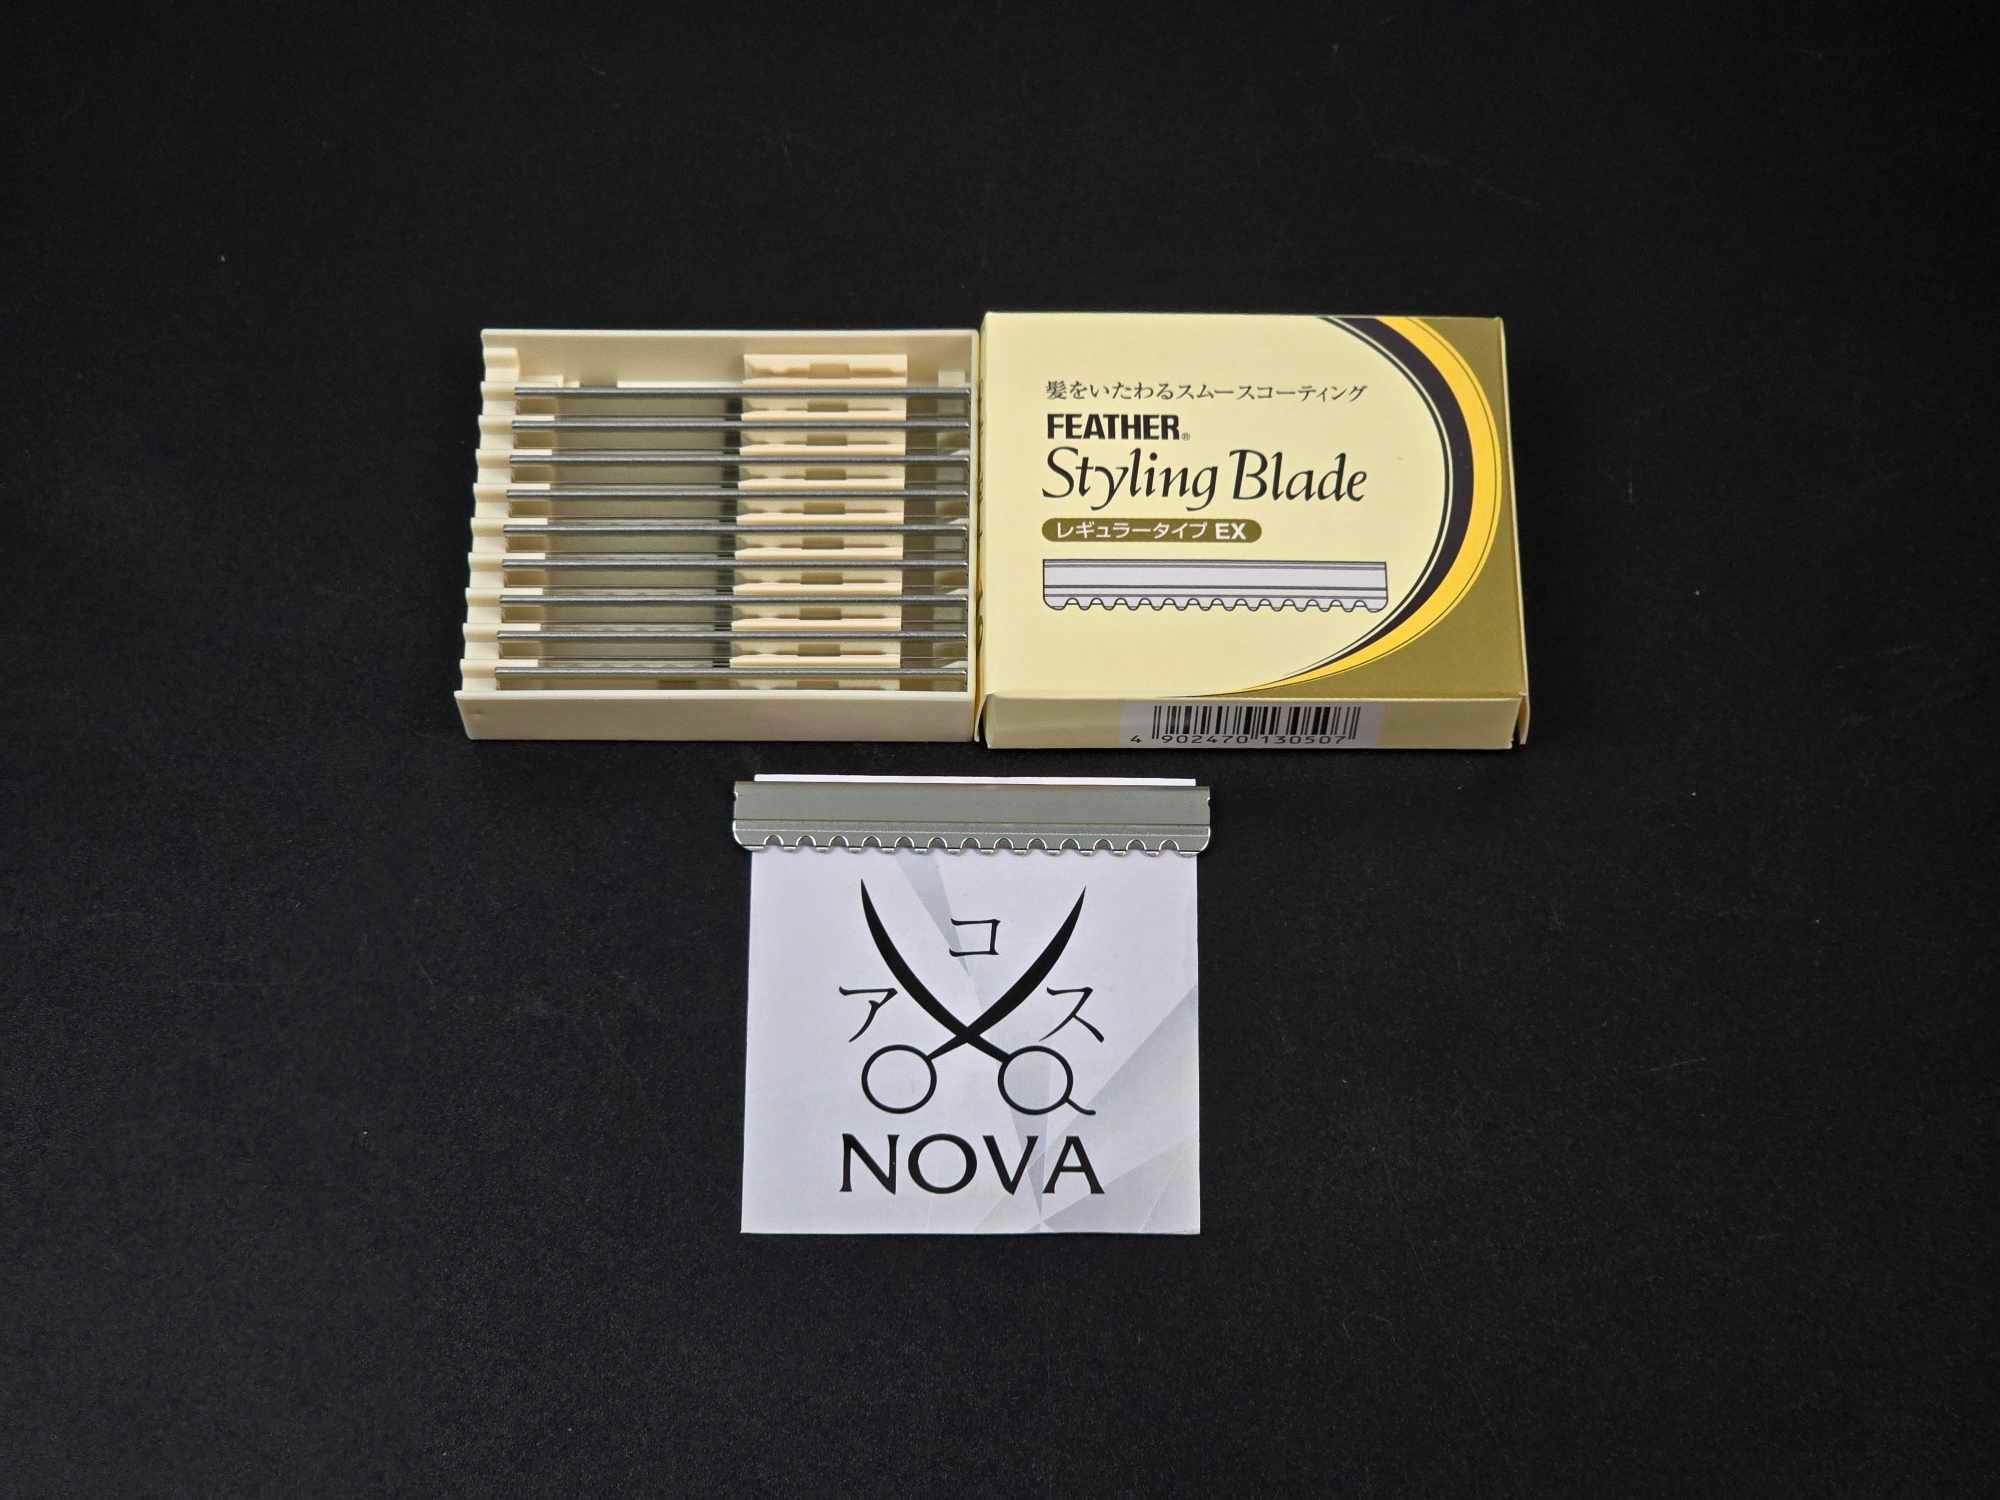 髪をいたわるスムースコーティング
FEATHER®
Styling Blade
レギュラータイプ EX
4 902470 130507
コ
ア ス
NOVA